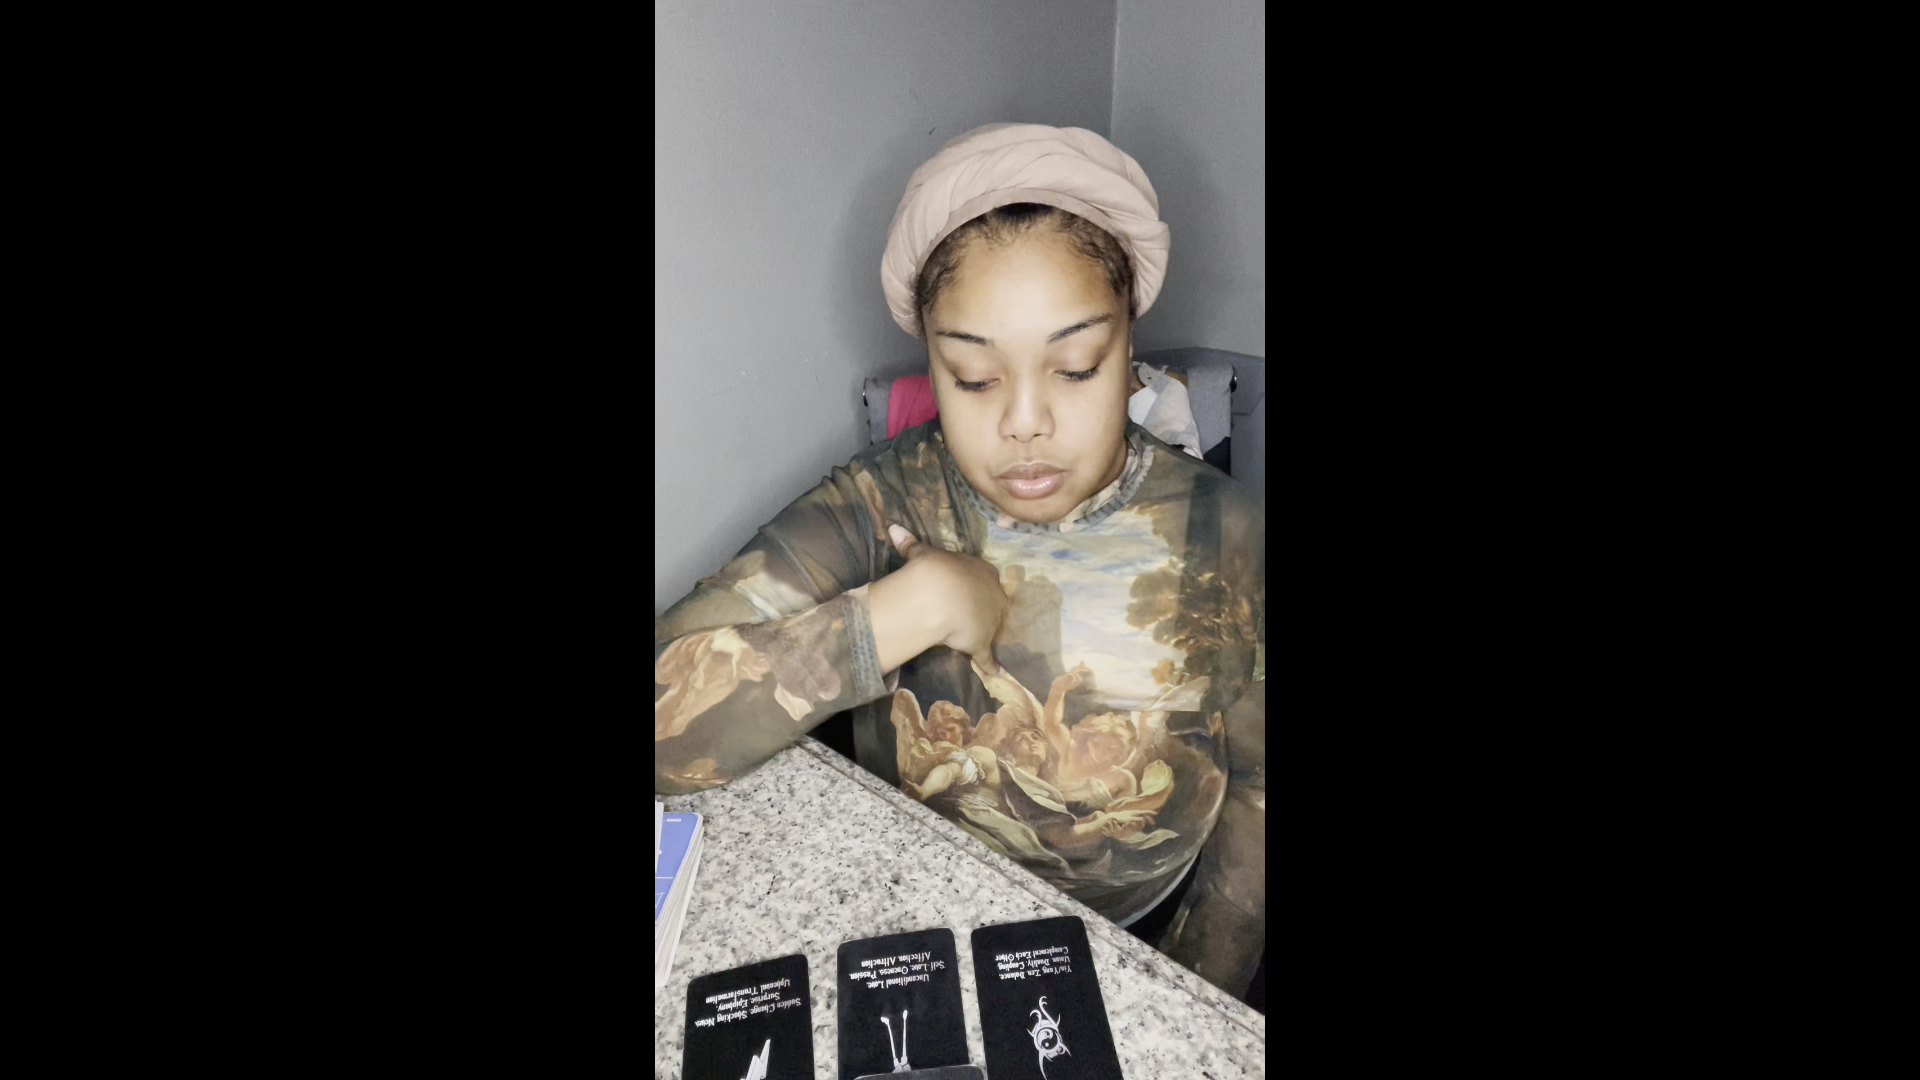 Sudden Change, Shocking News,
Surprise, Epiphany,
Upheaval Transformation
Unconditional Love,
Self-Love, Oneness, Passion,
Affection, Attraction
Yin/Yang Zen Balance,
Union, Duality, Coupling,
Complement Each Other